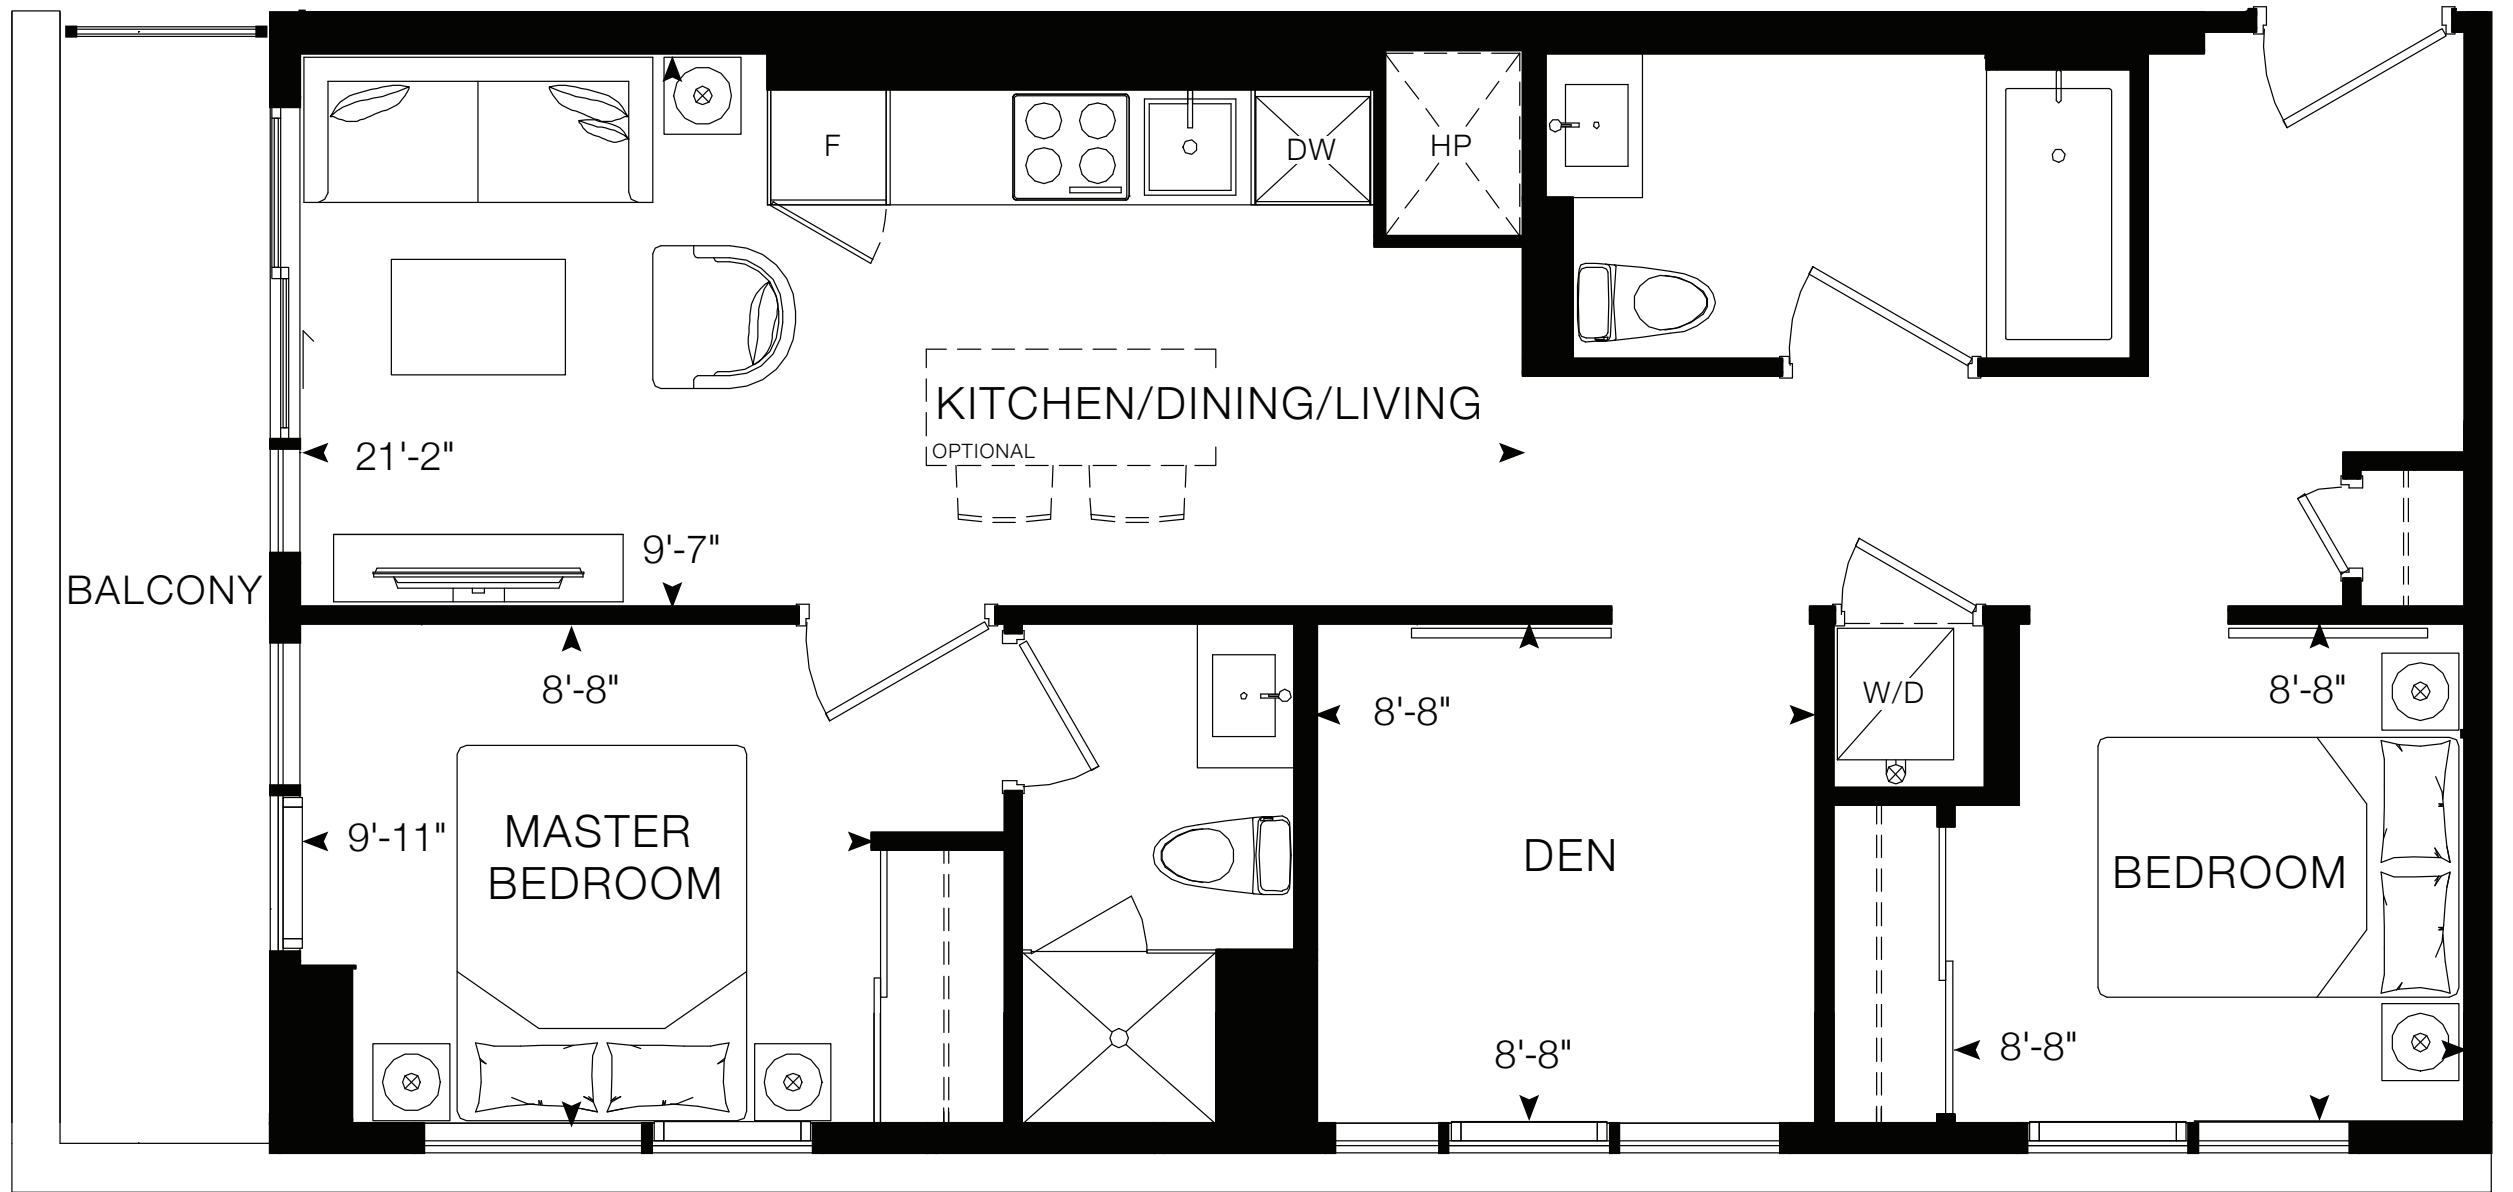 F
DW
HP
KITCHEN/DINING/LIVING
OPTIONAL
21'-2"
9'-7"
BALCONY
8'-8"
8'-8"
W/D
8'-8"
9'-11"
MASTER
BEDROOM
DEN
BEDROOM
8'-8"
8'-8"